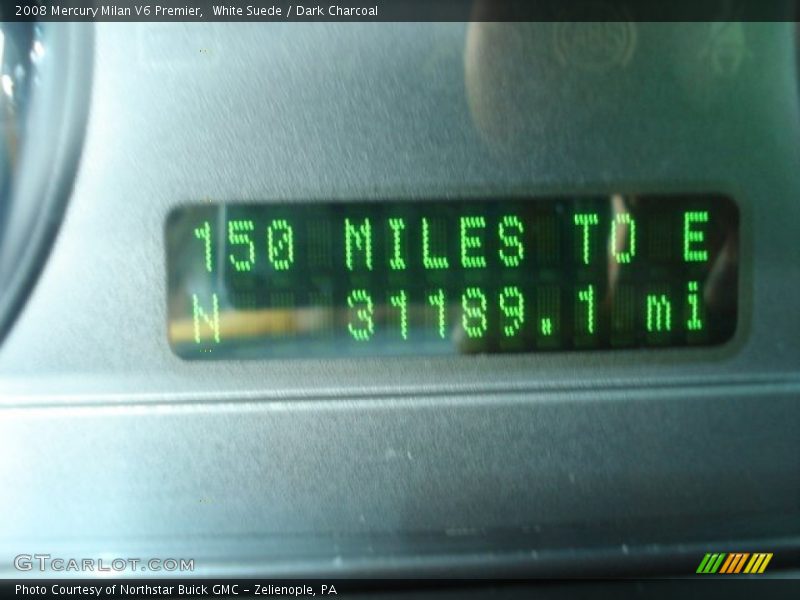 2008 Mercury Milan V6 Premier,  White Suede / Dark Charcoal
150 MILES TO E
N 31189.1 mi
GTCARLOT.COM
Photo Courtesy of Northstar Buick GMC - Zelienople, PA